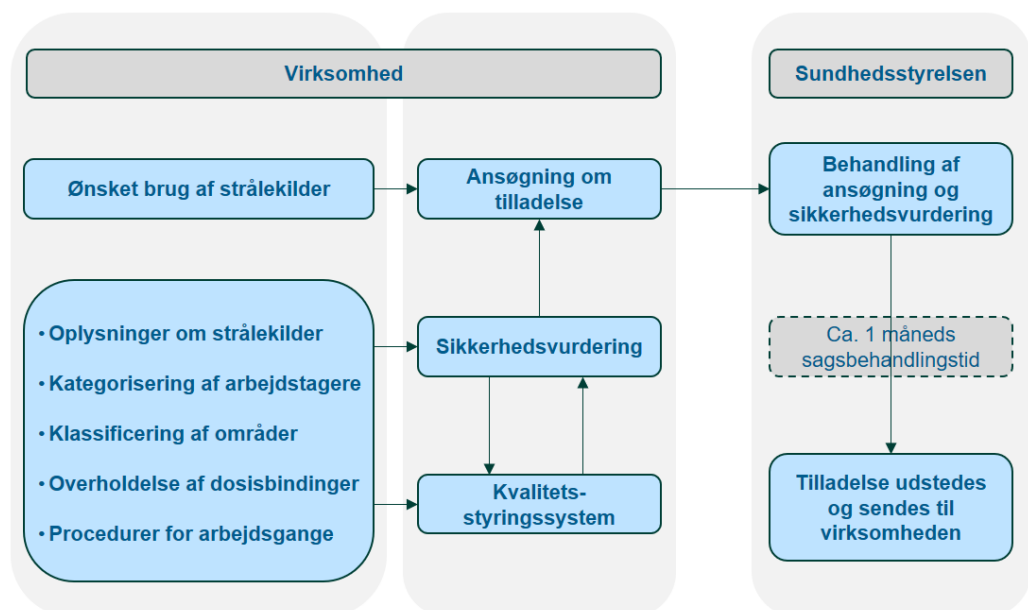 Virksomhed
Sundhedsstyrelsen
Ønsket brug af strålekilder
Ansøgning om
tilladelse
Behandling af
ansøgning og
sikkerhedsvurdering
• Oplysninger om strålekilder
• Kategorisering af arbejdstagere
• Klassificering af områder
• Overholdelse af dosisbindinger
• Procedurer for arbejdsgange
Sikkerhedsvurdering
Kvalitets-
styringssystem
Ca. 1 måneds
sagsbehandlingstid
Tilladelse udstedes
og sendes til
virksomheden